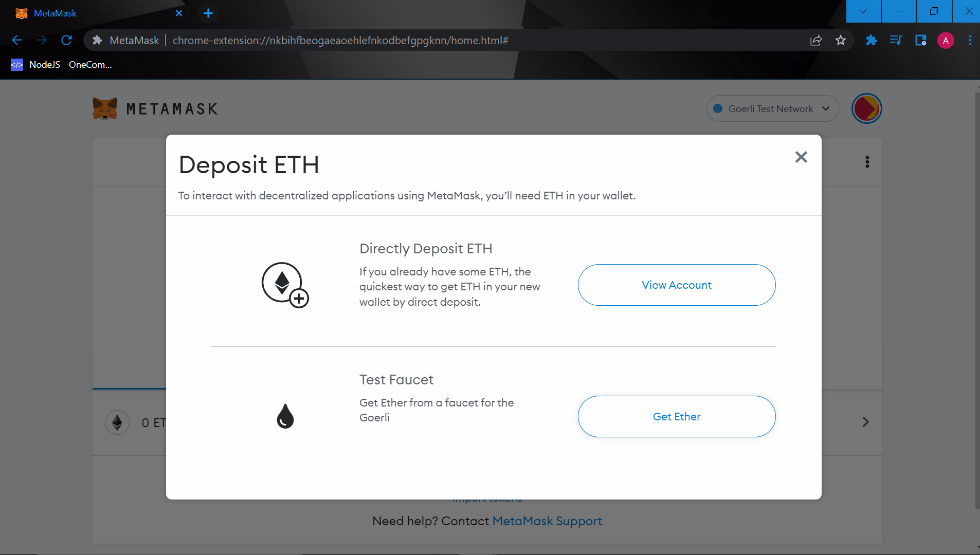 MetaMask
MetaMask | chrome-extension://nkbihfbeogaeaoehlefnkodbefgpgknn/home.html#
A
</> NodeJS OneCom...
METAMASK
Goerli Test Network
Deposit ETH
To interact with decentralized applications using MetaMask, you'll need ETH in your wallet.
Directly Deposit ETH
If you already have some ETH, the
quickest way to get ETH in your new
wallet by direct deposit.
View Account
Test Faucet
Get Ether from a faucet for the
Goerli
Get Ether
0 ET
Import tokens
Need help? Contact MetaMask Support